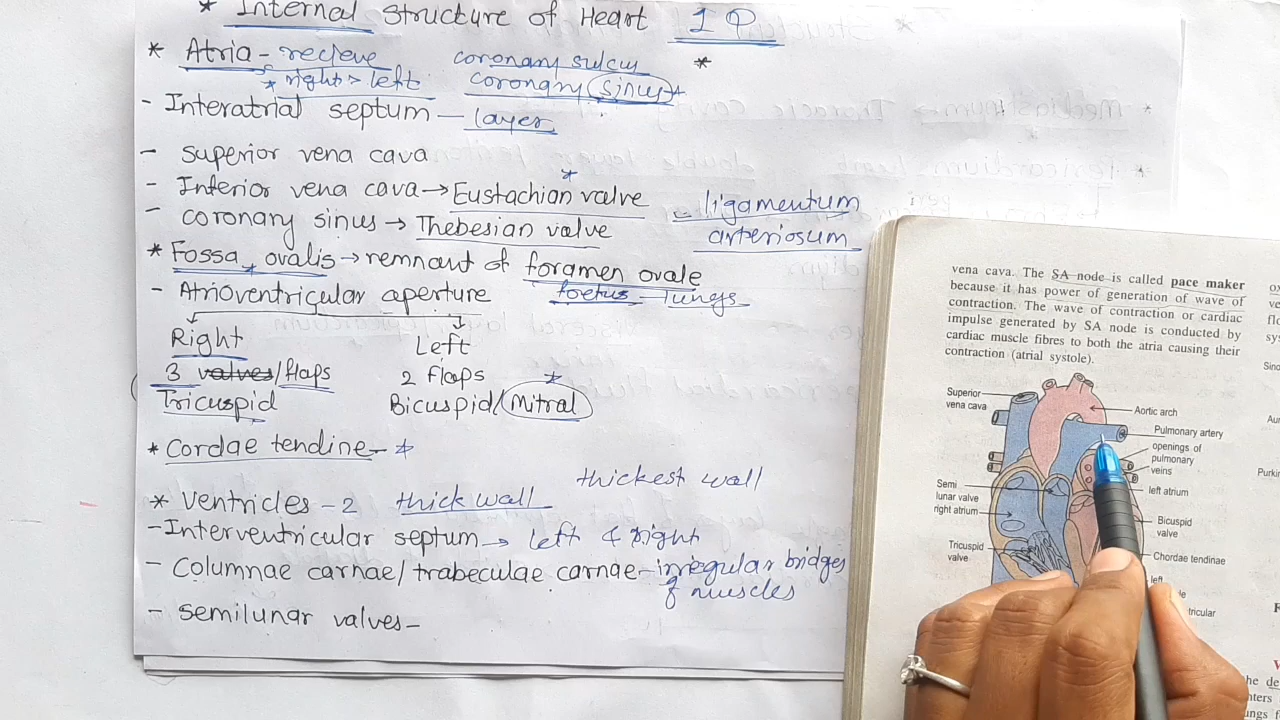 * Internal structure of Heart 1 P
* Atria - recieve
* right > left
coronary sulcus
coronary sinus *
*
- Interatrial septum - layer
- superior vena cava
- Inferior vena cava → Eustachian valve
*
- coronary sinus → Thebesian valve
- ligamentum
arteriosum
* Fossa ovalis → remnant of foramen ovale
- Atrioventricular aperture
foetus - lungs
Right Left
3 valves/flaps 2 flaps
Tricuspid Bicuspid/Mitral
* Cordae tendine - *
* Ventricles - 2 thick wall thickest wall
- Interventricular septum → left & right
- Columnae carnae/trabeculae carnae - irregular bridges
of muscles
- semilunar valves -
vena cava. The SA node is called pace maker
because it has power of generation of wave of
contraction. The wave of contraction or cardiac
impulse generated by SA node is conducted by
cardiac muscle fibres to both the atria causing their
contraction (atrial systole).
Superior
vena cava
Aortic arch
Pulmonary artery
openings of
pulmonary
veins
Semi
lunar valve
right atrium
left atrium
Bicuspid
valve
Tricuspid
valve
Chordae tendinae
left
tricular